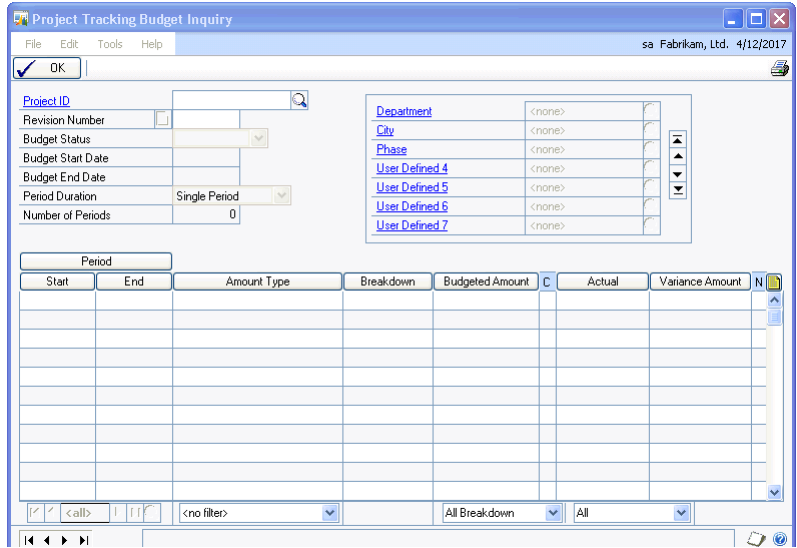 Project Tracking Budget Inquiry
File Edit Tools Help sa Fabrikam, Ltd. 4/12/2017
OK
Project ID
Revision Number
Budget Status
Budget Start Date
Budget End Date
Period Duration Single Period
Number of Periods 0
Department <none>
City <none>
Phase <none>
User Defined 4 <none>
User Defined 5 <none>
User Defined 6 <none>
User Defined 7 <none>
Period
Start End Amount Type Breakdown Budgeted Amount C Actual Variance Amount N
<all> <no filter> All Breakdown All